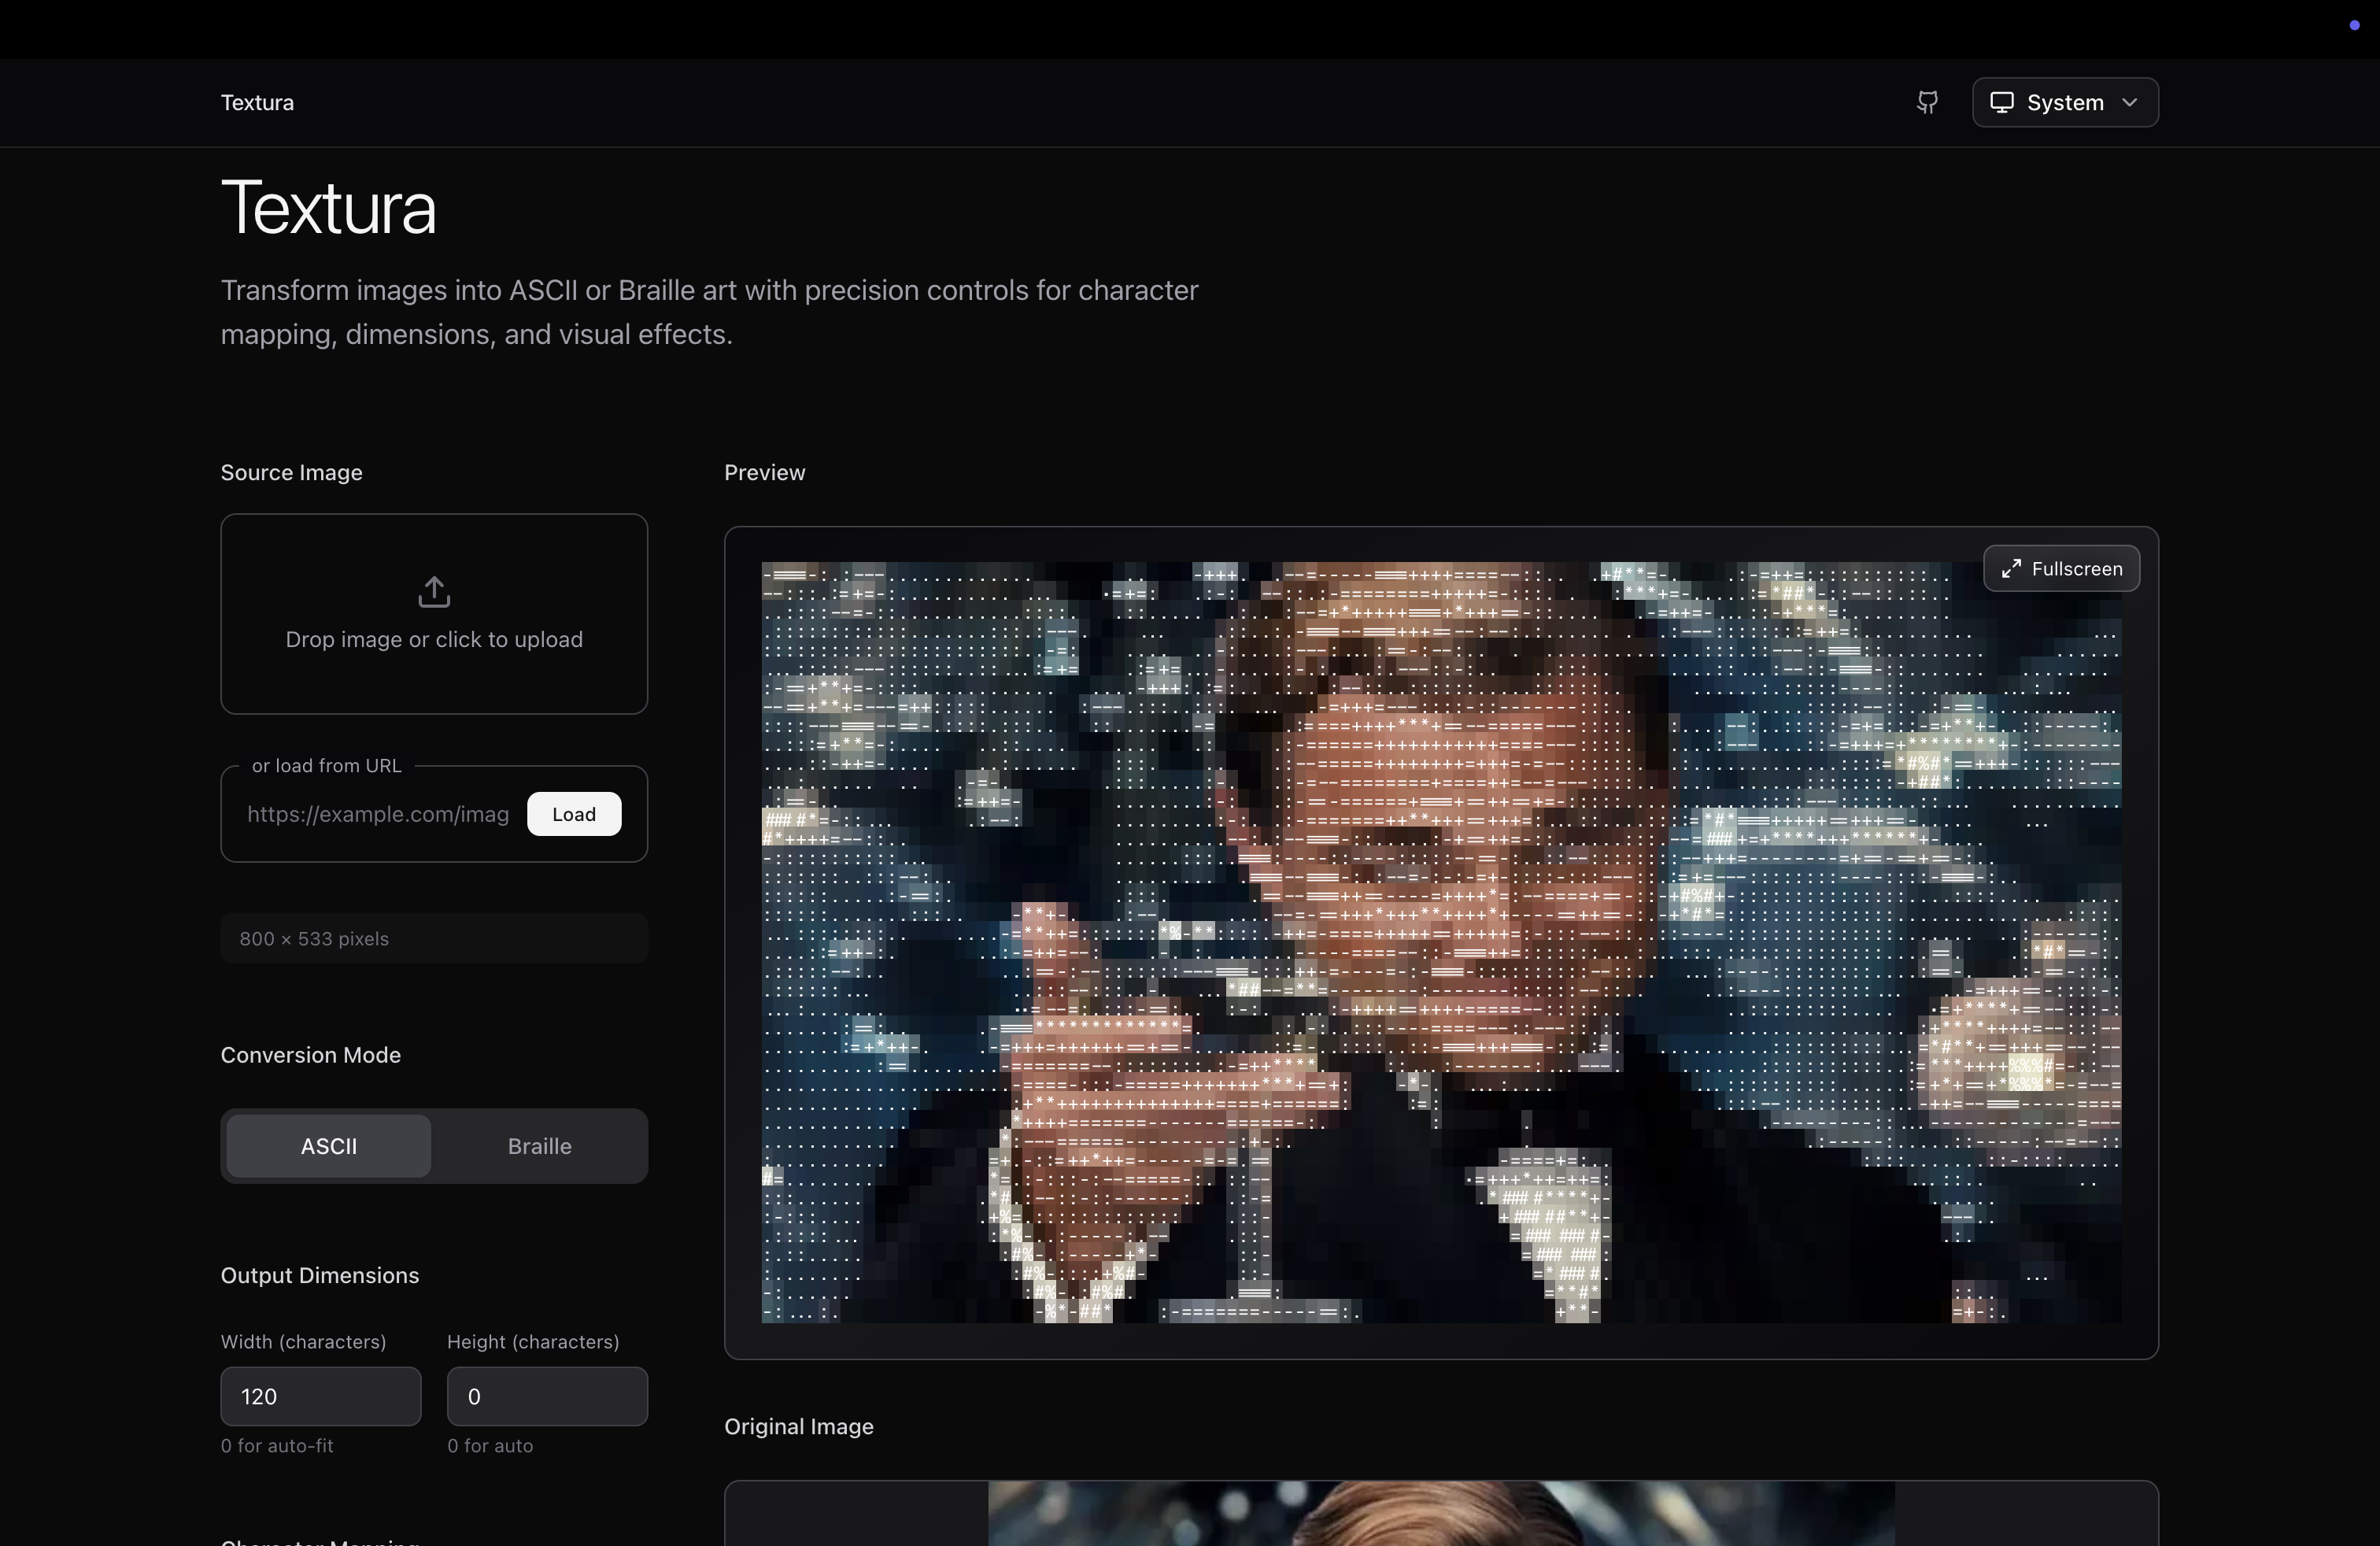 Textura
System
Textura
Transform images into ASCII or Braille art with precision controls for character
mapping, dimensions, and visual effects.
Source Image
Drop image or click to upload
or load from URL
https://example.com/imag
Load
800 × 533 pixels
Conversion Mode
ASCII
Braille
Output Dimensions
Width (characters)
Height (characters)
120
0
0 for auto-fit
0 for auto
Character Mapping
Preview
Fullscreen
Original Image